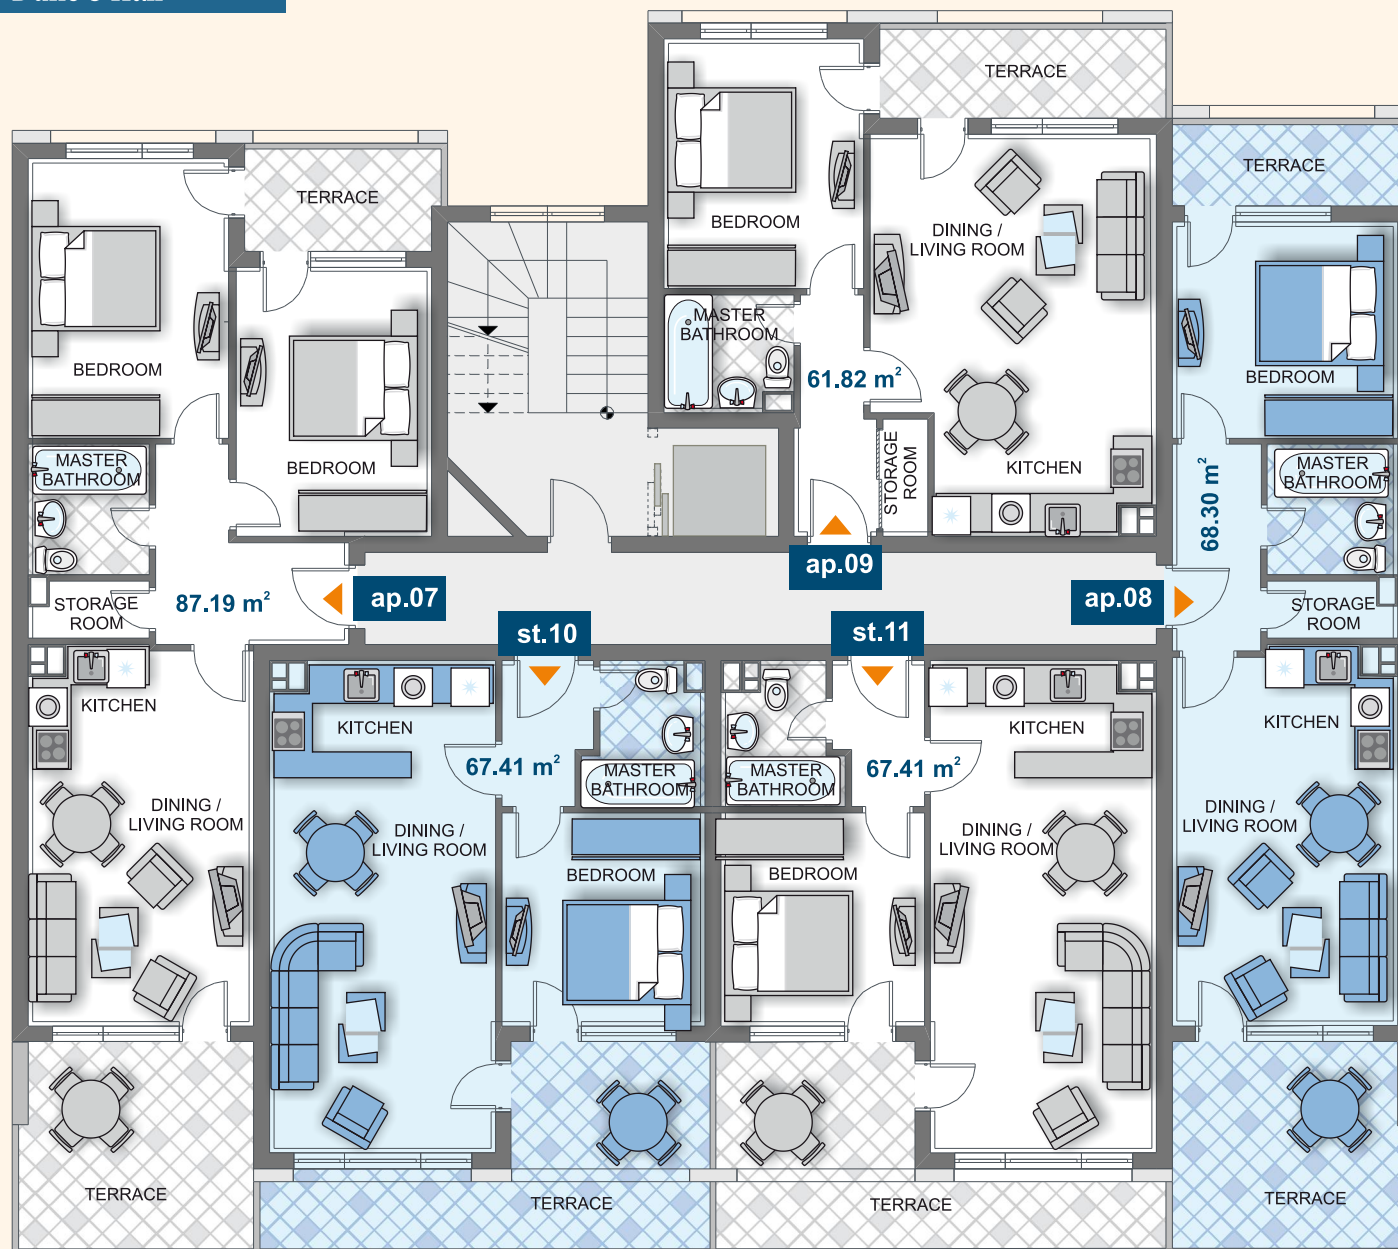 TERRACE
TERRACE
TERRACE
BEDROOM
DINING /
LIVING ROOM
MASTER
BATHROOM
61.82 m²
BEDROOM
BEDROOM
BEDROOM
MASTER
BATHROOM
STORAGE
ROOM
KITCHEN
MASTER
BATHROOM
68.30 m²
ap.09
87.19 m²
ap.07
ap.08
STORAGE
ROOM
STORAGE
ROOM
st.10
st.11
KITCHEN
KITCHEN
KITCHEN
KITCHEN
67.41 m²
67.41 m²
MASTER
BATHROOM
MASTER
BATHROOM
DINING /
LIVING ROOM
DINING /
LIVING ROOM
DINING /
LIVING ROOM
DINING /
LIVING ROOM
BEDROOM
BEDROOM
TERRACE
TERRACE
TERRACE
TERRACE